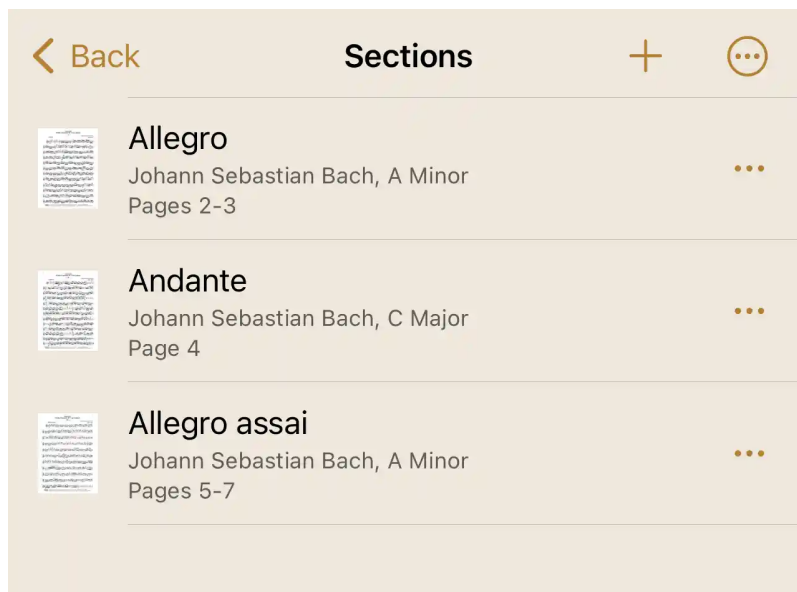 Back
Sections
Allegro
Johann Sebastian Bach, A Minor
Pages 2-3
Andante
Johann Sebastian Bach, C Major
Page 4
Allegro assai
Johann Sebastian Bach, A Minor
Pages 5-7